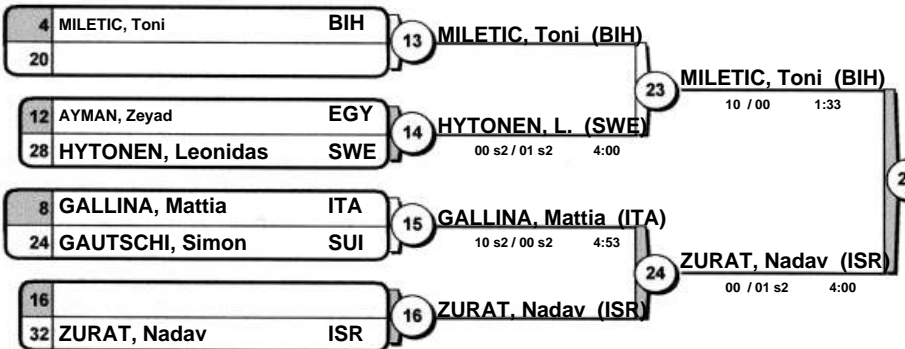 4 MILETIC, Toni BIH
20
13 MILETIC, Toni (BIH)
12 AYMAN, Zeyad EGY
28 HYTONEN, Leonidas SWE
14 HYTONEN, L. (SWE)
00 s2 / 01 s2 4:00
23 MILETIC, Toni (BIH)
10 / 00 1:33
8 GALLINA, Mattia ITA
24 GAUTSCHI, Simon SUI
15 GALLINA, Mattia (ITA)
10 s2 / 00 s2 4:53
16
32 ZURAT, Nadav ISR
16 ZURAT, Nadav (ISR)
24 ZURAT, Nadav (ISR)
00 / 01 s2 4:00